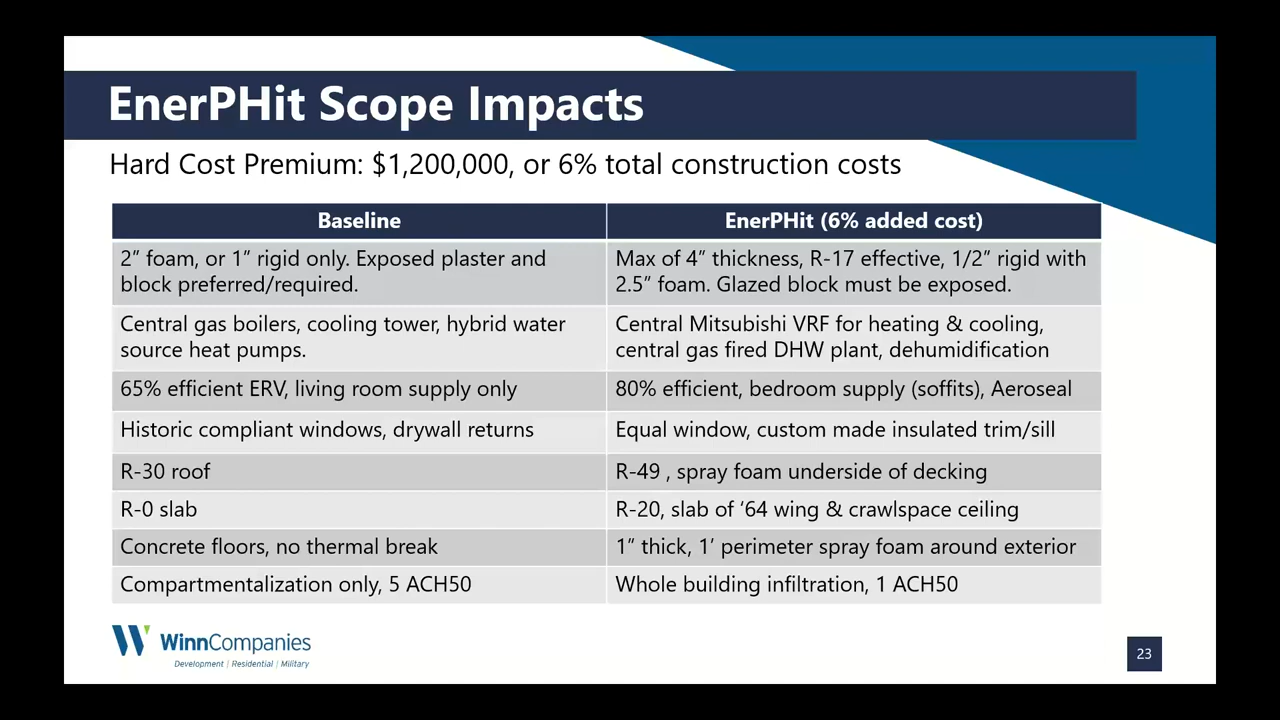 EnerPHit Scope Impacts
Hard Cost Premium: $1,200,000, or 6% total construction costs
Baseline
EnerPHit (6% added cost)
2” foam, or 1” rigid only. Exposed plaster and
block preferred/required.
Max of 4” thickness, R-17 effective, 1/2” rigid with
2.5” foam. Glazed block must be exposed.
Central gas boilers, cooling tower, hybrid water
source heat pumps.
Central Mitsubishi VRF for heating & cooling,
central gas fired DHW plant, dehumidification
65% efficient ERV, living room supply only
80% efficient, bedroom supply (soffits), Aeroseal
Historic compliant windows, drywall returns
Equal window, custom made insulated trim/sill
R-30 roof
R-49 , spray foam underside of decking
R-0 slab
R-20, slab of ‘64 wing & crawlspace ceiling
Concrete floors, no thermal break
1” thick, 1’ perimeter spray foam around exterior
Compartmentalization only, 5 ACH50
Whole building infiltration, 1 ACH50
WinnCompanies
Development | Residential | Military
23